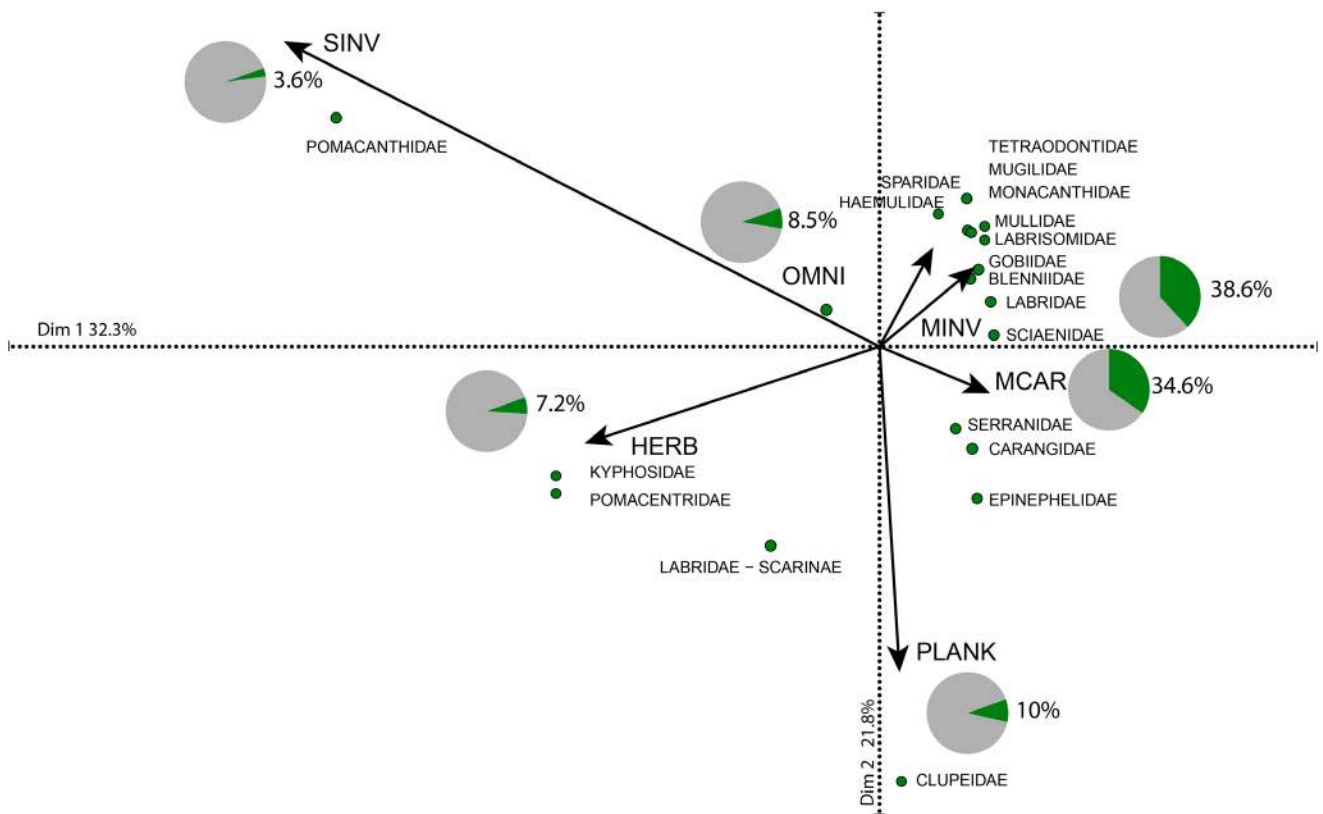 SINV
3.6%
POMACANTHIDAE
TETRAODONTIDAE
MUGILIDAE
SPARIDAE
MONACANTHIDAE
HAEMULIDAE
8.5%
MULLIDAE
LABRISOMIDAE
GOBIIDAE
BLENNIIDAE
OMNI
38.6%
LABRIDAE
MINV
SCIAENIDAE
Dim 1 32.3%
MCAR
34.6%
7.2%
SERRANIDAE
HERB
CARANGIDAE
KYPHOSIDAE
POMACENTRIDAE
EPINEPHELIDAE
LABRIDAE – SCARINAE
PLANK
10%
Dim 2 21.8%
CLUPEIDAE